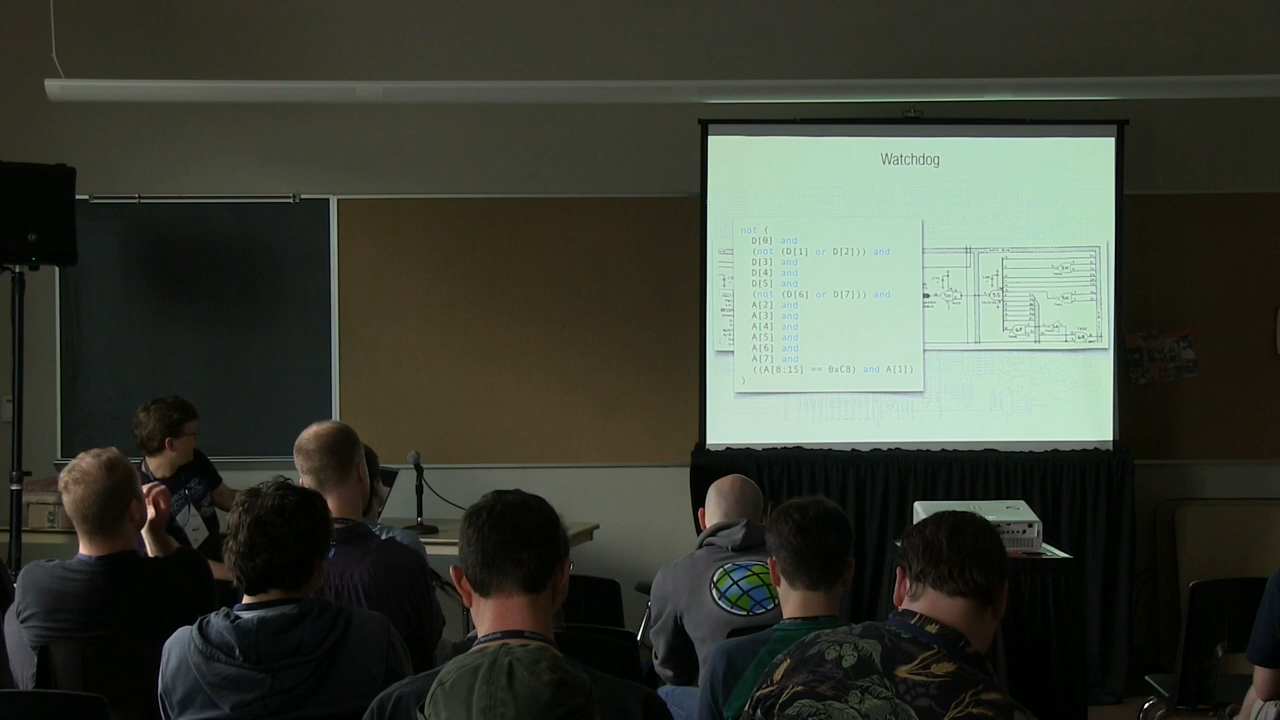 Watchdog
not (
D[0] and
(not (D[1] or D[2])) and
D[3] and
D[4] and
D[5] and
(not (D[6] or D[7])) and
A[2] and
A[3] and
A[4] and
A[5] and
A[6] and
A[7] and
((A[8:15] == 0xC8) and A[1])
)